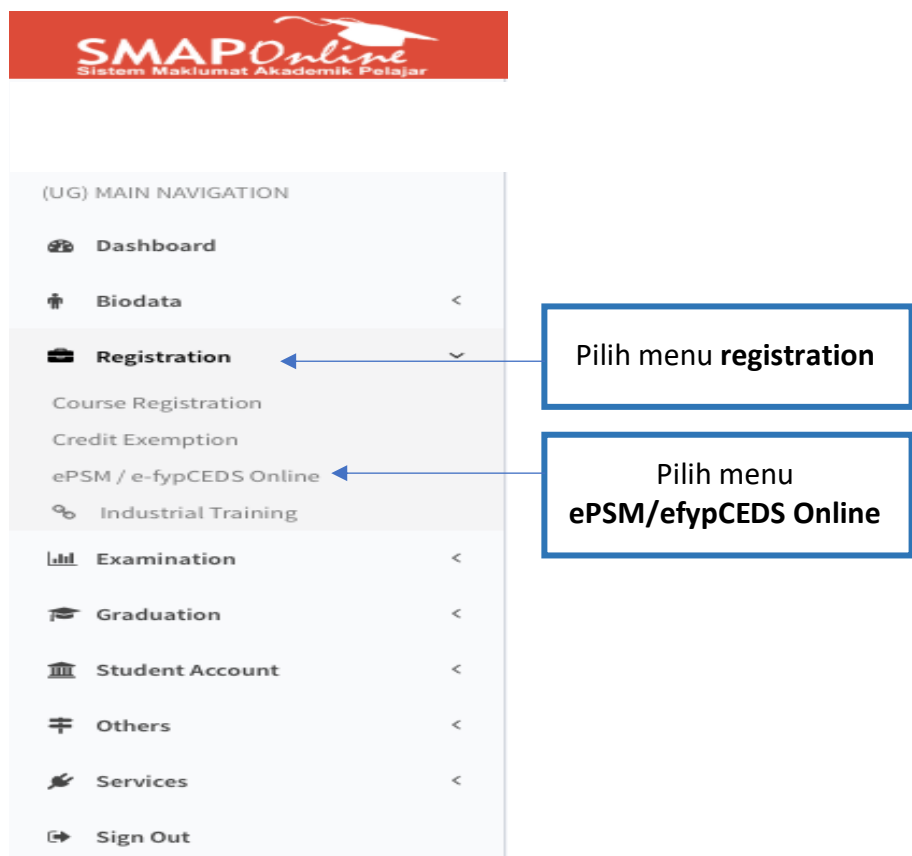 SMAPOnline
Sistem Maklumat Akademik Pelajar
(UG) MAIN NAVIGATION
Dashboard
Biodata
Registration
Pilih menu registration
Course Registration
Credit Exemption
ePSM / e-fypCEDS Online
Pilih menu
ePSM/efypCEDS Online
Industrial Training
Examination
Graduation
Student Account
Others
Services
Sign Out